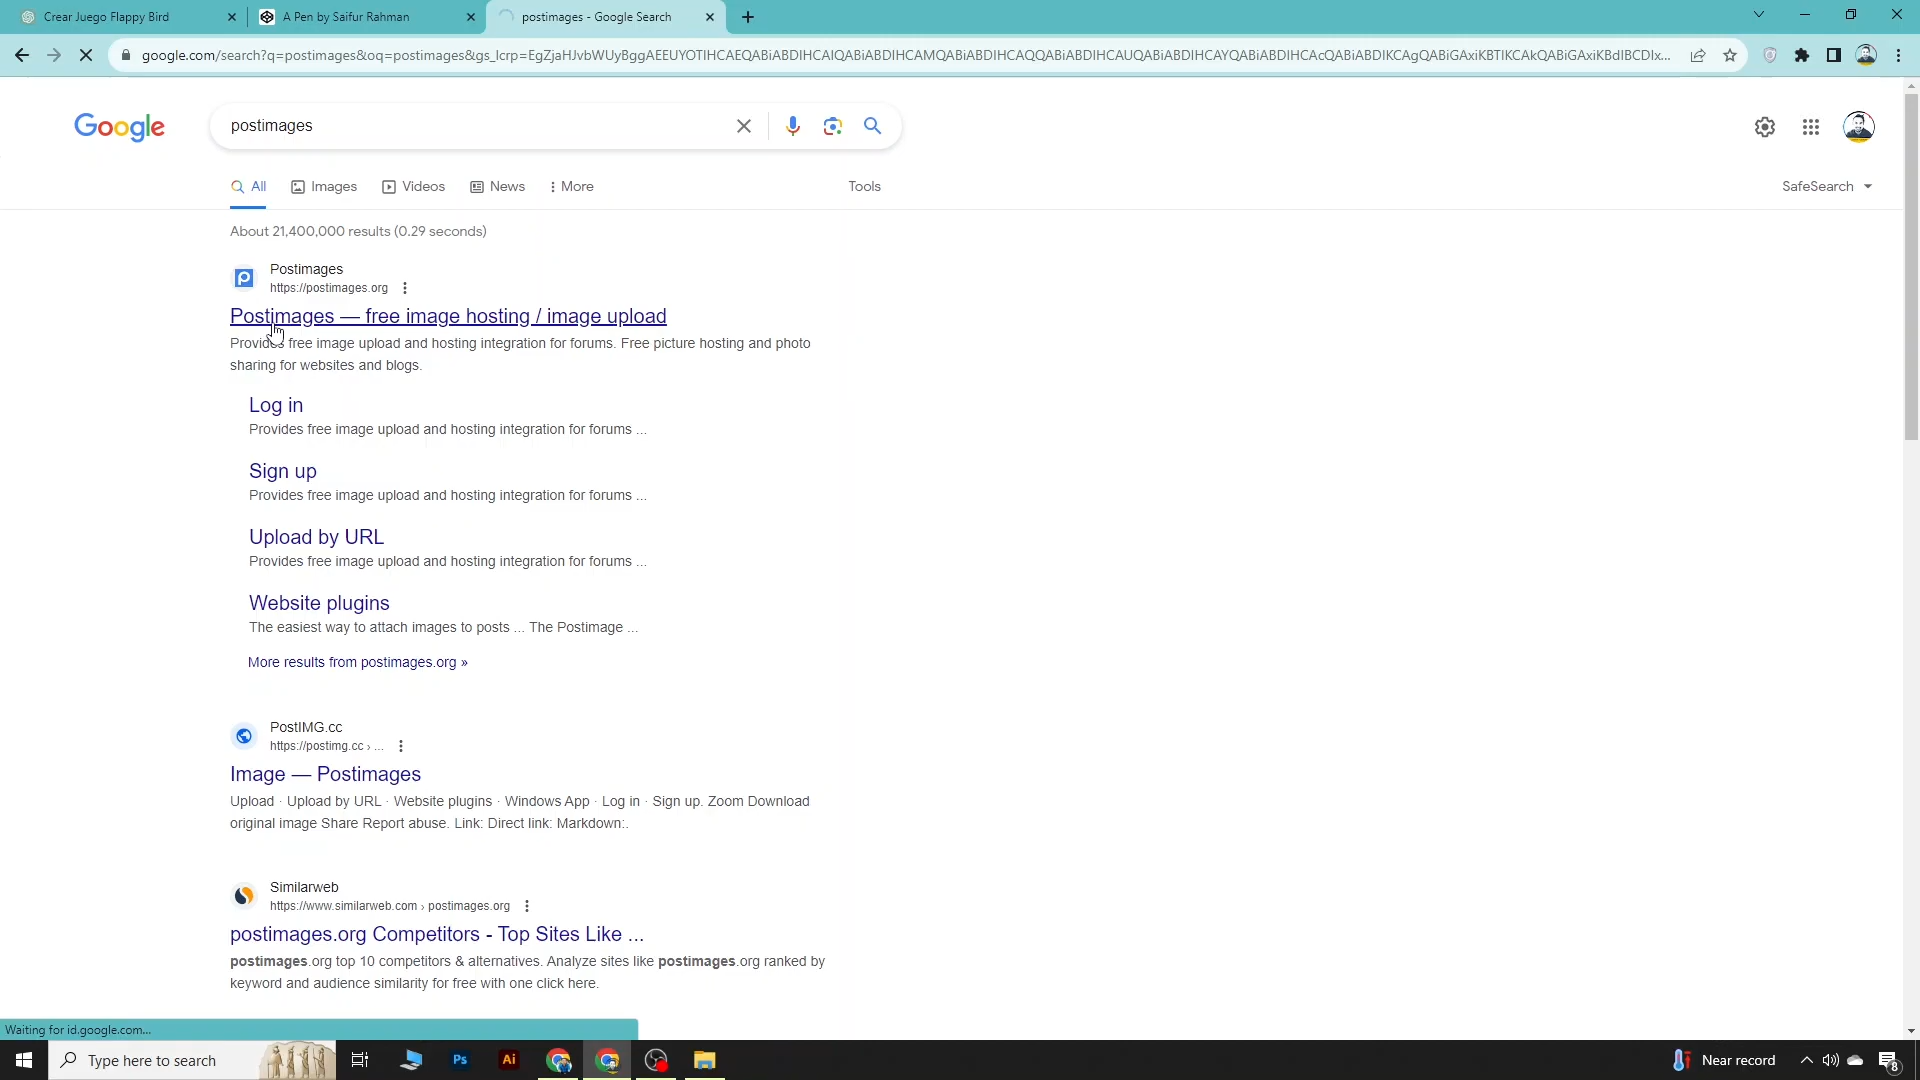 Crear Juego Flappy Bird
A Pen by Saifur Rahman
postimages - Google Search
google.com/search?q=postimages&oq=postimages&gs_lcrp=EgZjaHJvbWUyBggAEEUYOTIHCAEQABiABDIHCAIQABiABDIHCAMQABiABDIHCAQQABiABDIHCAUQABiABDIHCAYQABiABDIHCAcQABiABDIKCAgQABiGAxiKBTIKCAkQABiGAxiKBdIBCDIx...
Google
postimages
All
Images
Videos
News
More
Tools
SafeSearch
About 21,400,000 results (0.29 seconds)
Postimages
https://postimages.org
Postimages — free image hosting / image upload
Provides free image upload and hosting integration for forums. Free picture hosting and photo
sharing for websites and blogs.
Log in
Provides free image upload and hosting integration for forums ...
Sign up
Provides free image upload and hosting integration for forums ...
Upload by URL
Provides free image upload and hosting integration for forums ...
Website plugins
The easiest way to attach images to posts ... The Postimage ...
More results from postimages.org »
PostIMG.cc
https://postimg.cc › ...
Image — Postimages
Upload · Upload by URL · Website plugins · Windows App · Log in · Sign up. Zoom Download
original image Share Report abuse. Link: Direct link: Markdown:.
Similarweb
https://www.similarweb.com › postimages.org
postimages.org Competitors - Top Sites Like ...
postimages.org top 10 competitors & alternatives. Analyze sites like postimages.org ranked by
keyword and audience similarity for free with one click here.
Waiting for id.google.com...
Type here to search
Ps
Ai
Near record
8